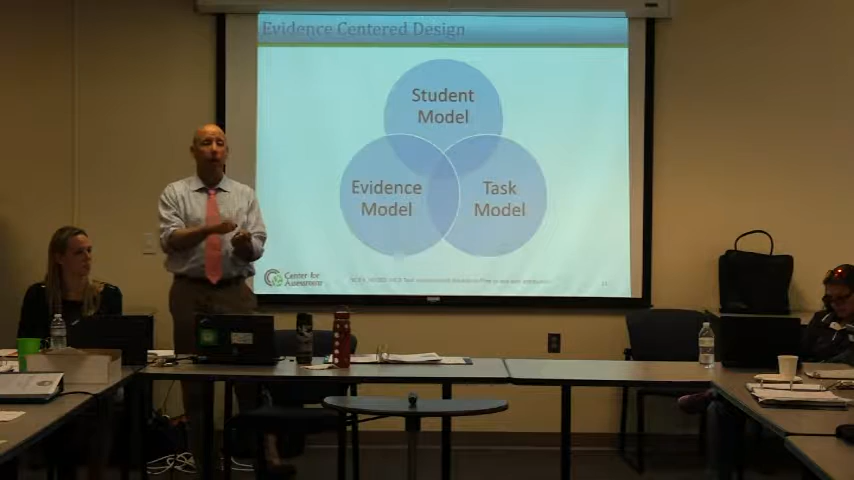 Evidence Centered Design
Student
Model
Evidence
Model
Task
Model
Center for
Assessment